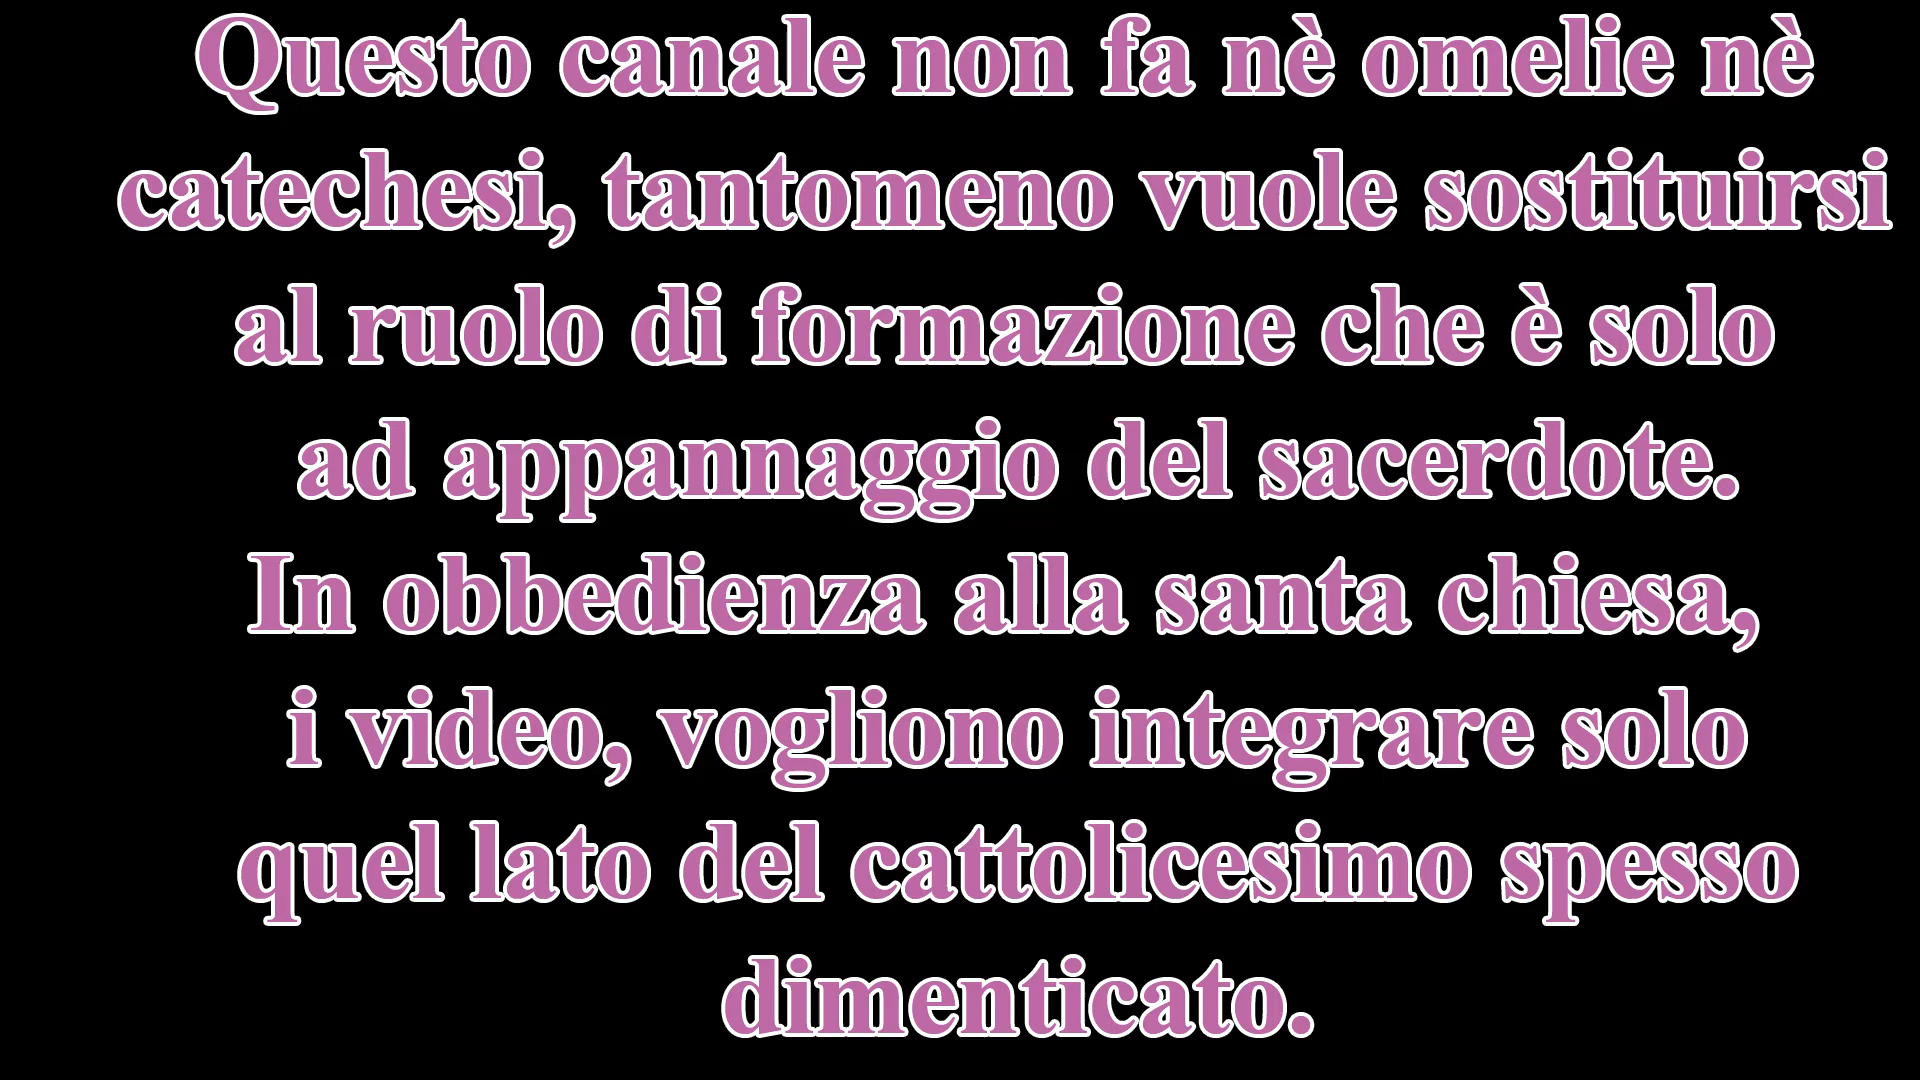 Questo canale non fa nè omelie nè
catechesi, tantomeno vuole sostituirsi
al ruolo di formazione che è solo
ad appannaggio del sacerdote.
In obbedienza alla santa chiesa,
i video, vogliono integrare solo
quel lato del cattolicesimo spesso
dimenticato.